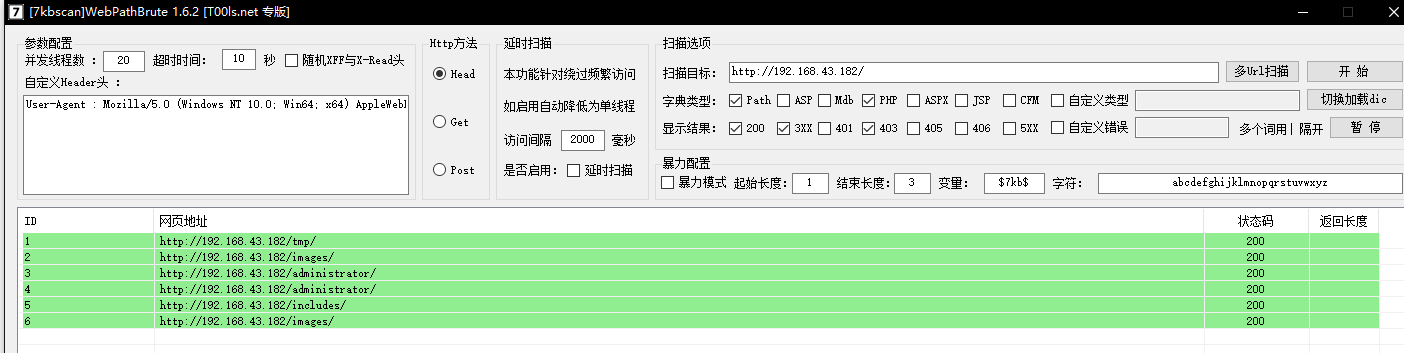 7 [7kbscan]WebPathBrute 1.6.2 [T00ls.net 专版]
参数配置
并发线程数： 20 超时时间： 10 秒 随机XFF与X-Read头
自定义Header头 ：
User-Agent : Mozilla/5.0 (Windows NT 10.0; Win64; x64) AppleWebl
Http方法
Head
Get
Post
延时扫描
本功能针对绕过频繁访问
如启用自动降低为单线程
访问间隔 2000 毫秒
是否启用： 延时扫描
扫描选项
扫描目标： http://192.168.43.182/ 多Url扫描 开 始
字典类型： Path ASP Mdb PHP ASPX JSP CFM 自定义类型 切换加载dic
显示结果： 200 3XX 401 403 405 406 5XX 自定义错误 多个词用| 隔开 暂 停
暴力配置
暴力模式 起始长度： 1 结束长度： 3 变量： $7kb$ 字符： abcdefghijklmnopqrstuvwxyz
ID 网页地址 状态码 返回长度
1 http://192.168.43.182/tmp/ 200
2 http://192.168.43.182/images/ 200
3 http://192.168.43.182/administrator/ 200
4 http://192.168.43.182/administrator/ 200
5 http://192.168.43.182/includes/ 200
6 http://192.168.43.182/images/ 200